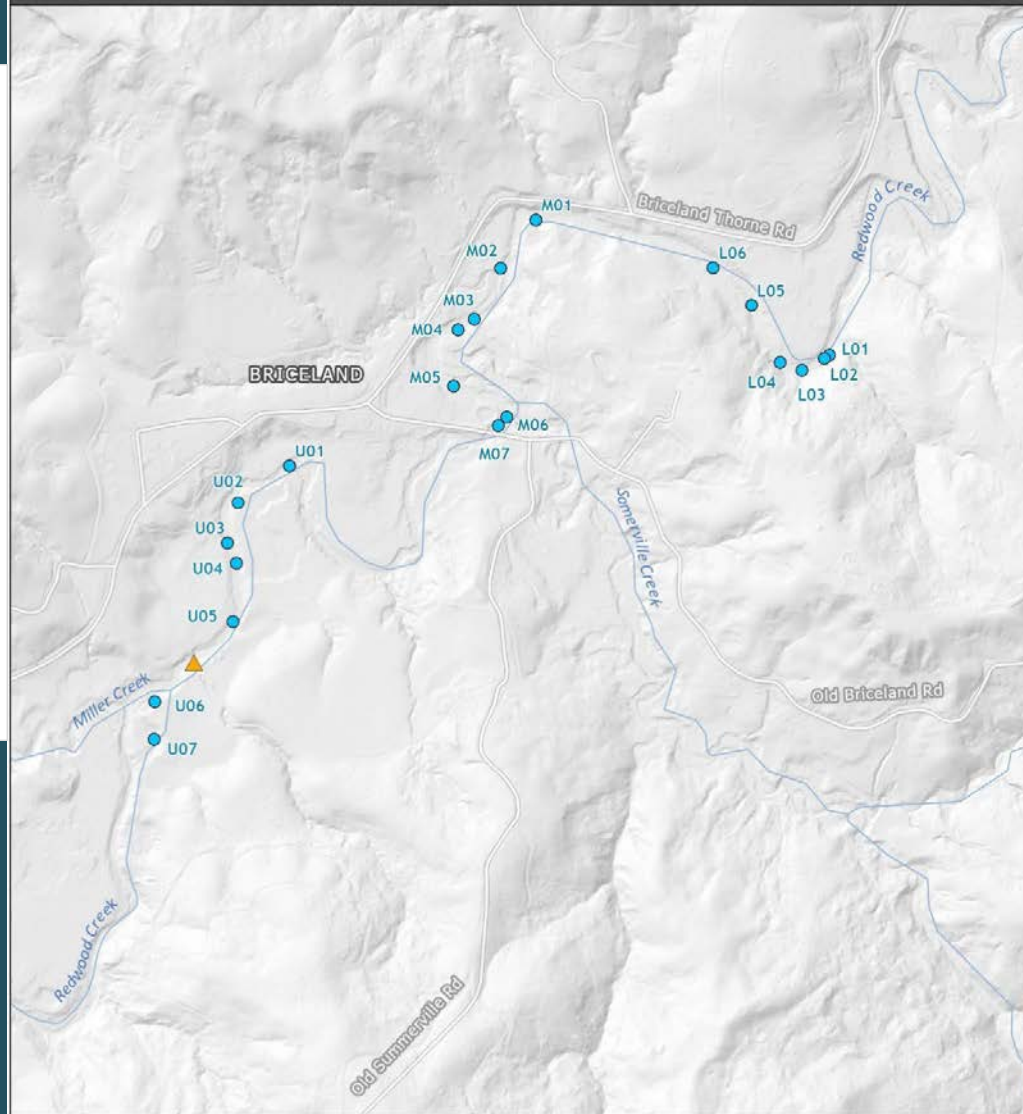 M01
Briceland Thorne Rd
Redwood Creek
M02
L06
M03
L05
M04
L01
BRICELAND
M05
L04
L02
L03
M06
M07
U01
U02
Somerville Creek
U03
U04
U05
Miller Creek
Old Briceland Rd
U06
U07
Redwood Creek
Old Summerville Rd